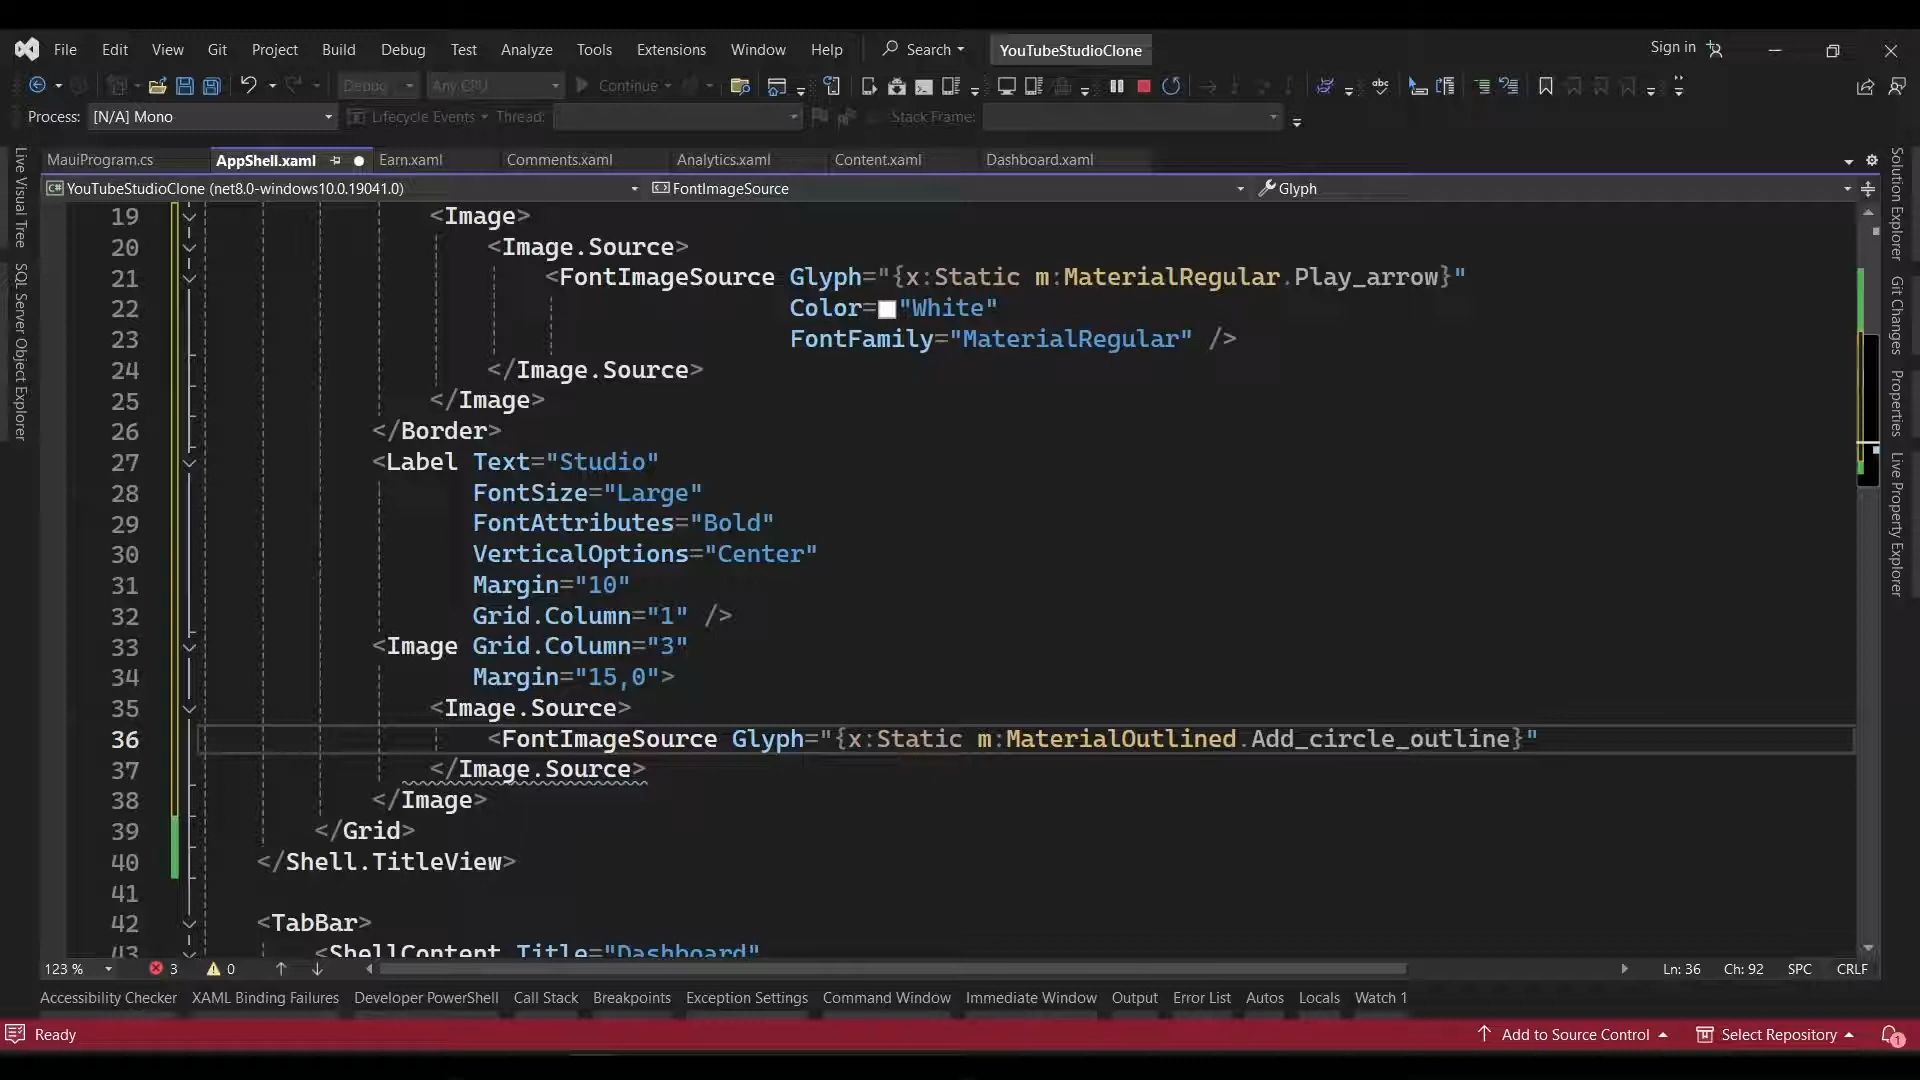 File Edit View Git Project Build Debug Test Analyze Tools Extensions Window Help Search YouTubeStudioClone Sign in
Debug Any CPU Continue
Process: [N/A] Mono Lifecycle Events Thread: Stack Frame:
MauiProgram.cs AppShell.xaml Earn.xaml Comments.xaml Analytics.xaml Content.xaml Dashboard.xaml
YouTubeStudioClone (net8.0-windows10.0.19041.0) FontImageSource Glyph
Live Visual Tree
SQL Server Object Explorer
19 <Image>
20 <Image.Source>
21 <FontImageSource Glyph="{x:Static m:MaterialRegular.Play_arrow}"
22 Color="White"
23 FontFamily="MaterialRegular" />
24 </Image.Source>
25 </Image>
26 </Border>
27 <Label Text="Studio"
28 FontSize="Large"
29 FontAttributes="Bold"
30 VerticalOptions="Center"
31 Margin="10"
32 Grid.Column="1" />
33 <Image Grid.Column="3"
34 Margin="15,0">
35 <Image.Source>
36 <FontImageSource Glyph="{x:Static m:MaterialOutlined.Add_circle_outline}"
37 </Image.Source>
38 </Image>
39 </Grid>
40 </Shell.TitleView>
41
42 <TabBar>
43 <ShellContent Title="Dashboard"
Solution Explorer
Git Changes
Properties
Live Property Explorer
123 % 3 0 Ln: 36 Ch: 92 SPC CRLF
Accessibility Checker XAML Binding Failures Developer PowerShell Call Stack Breakpoints Exception Settings Command Window Immediate Window Output Error List Autos Locals Watch 1
Ready Add to Source Control Select Repository 1